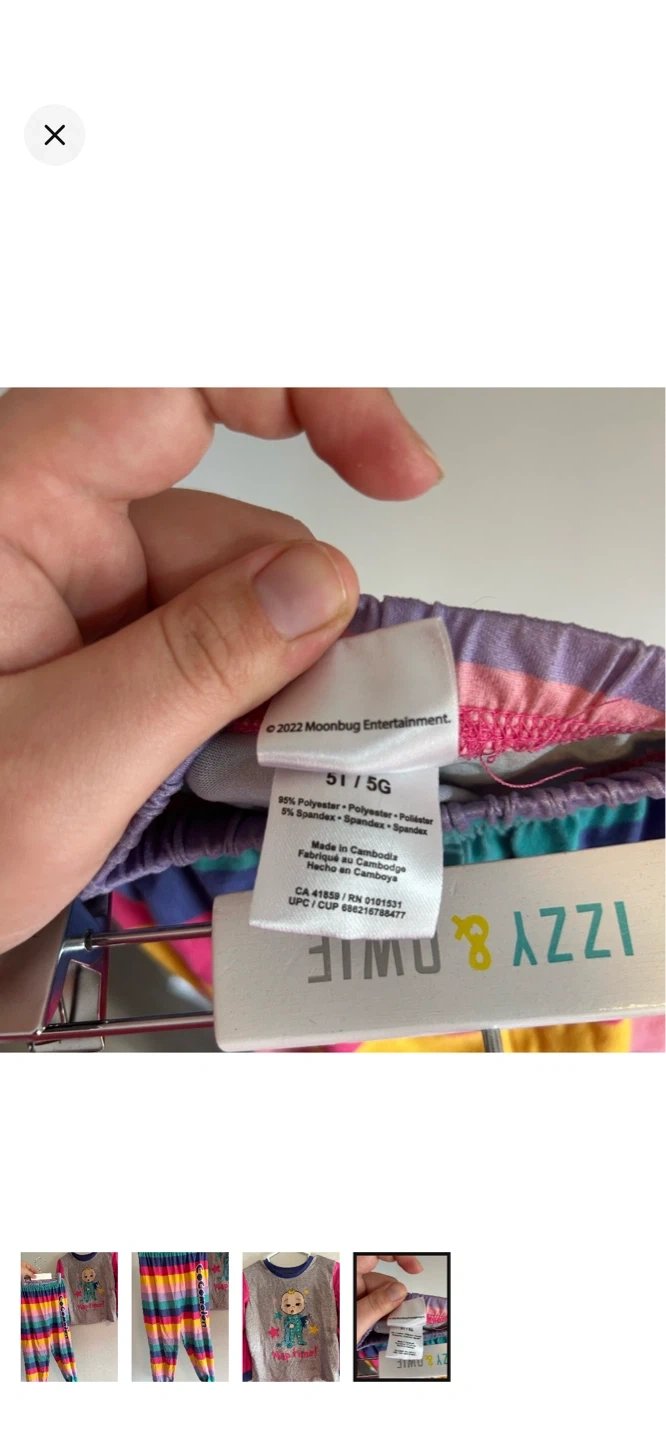 © 2022 Moonbug Entertainment.
5T / 5G
95% Polyester • Polyester • Poliéster
5% Spandex • Spandex • Spandex
Made in Cambodia
Fabriqué au Cambodge
Hecho en Camboya
CA 41859 / RN 0101531
UPC / CUP 686216788477
IZZY & OWIE
CoComelon